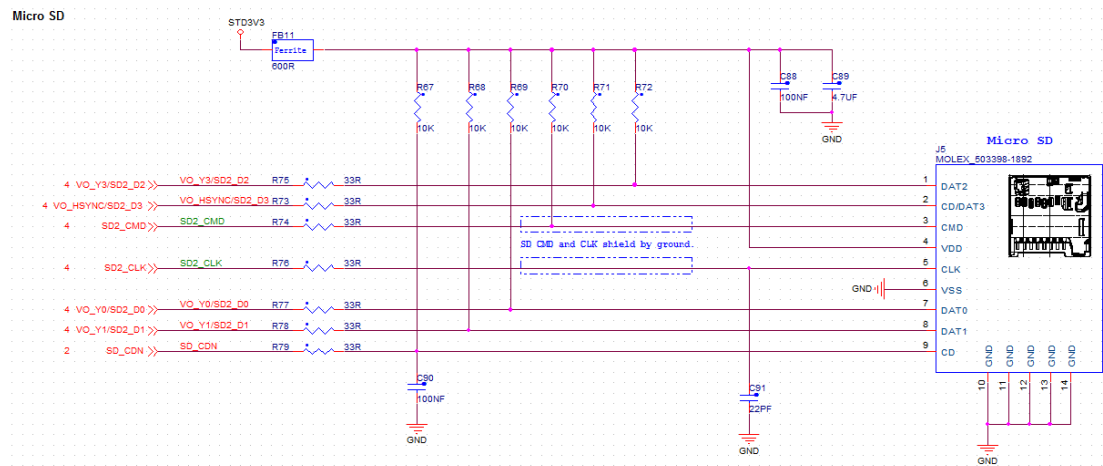 Micro SD
STD3V3
FB11
Ferrite
600R
R67 R68 R69 R70 R71 R72
10K 10K 10K 10K 10K 10K
C88 C89
100NF 4.7UF
GND
Micro SD
J5
MOLEX_503398-1892
4 VO_Y3/SD2_D2 VO_Y3/SD2_D2 R75 33R 1 DAT2
4 VO_HSYNC/SD2_D3 VO_HSYNC/SD2_D3 R73 33R 2 CD/DAT3
4 SD2_CMD SD2_CMD R74 33R 3 CMD
SD CMD and CLK shield by ground.
4 VDD
4 SD2_CLK SD2_CLK R76 33R 5 CLK
GND 6 VSS
4 VO_Y0/SD2_D0 VO_Y0/SD2_D0 R77 33R 7 DAT0
4 VO_Y1/SD2_D1 VO_Y1/SD2_D1 R78 33R 8 DAT1
2 SD_CDN SD_CDN R79 33R 9 CD
GND GND GND GND GND
10 11 12 13 14
C90
100NF
GND
C91
22PF
GND
GND